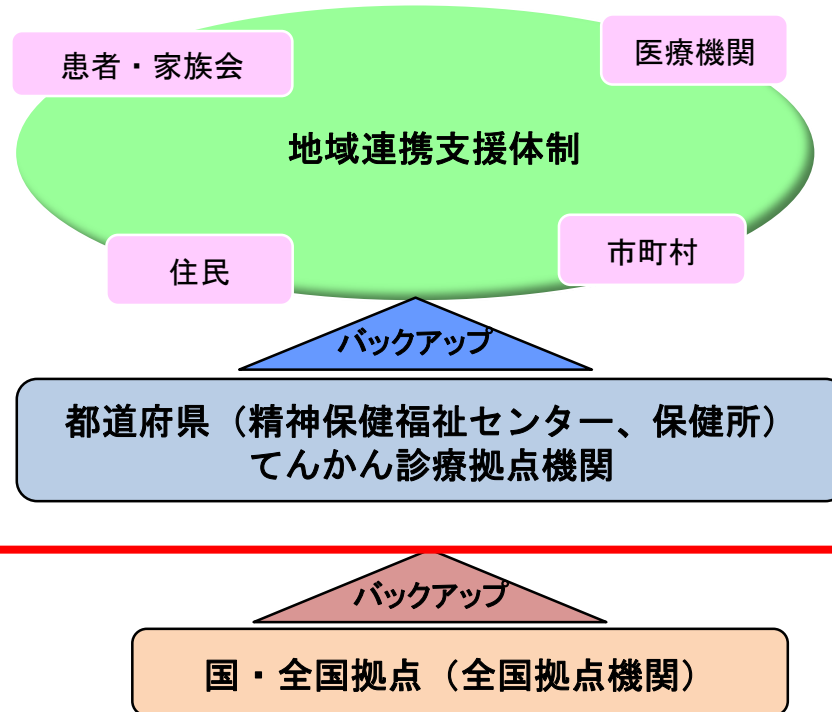 患者・家族会
医療機関
地域連携支援体制
住民
市町村
バックアップ
都道府県（精神保健福祉センター、保健所）
てんかん診療拠点機関
バックアップ
国・全国拠点（全国拠点機関）